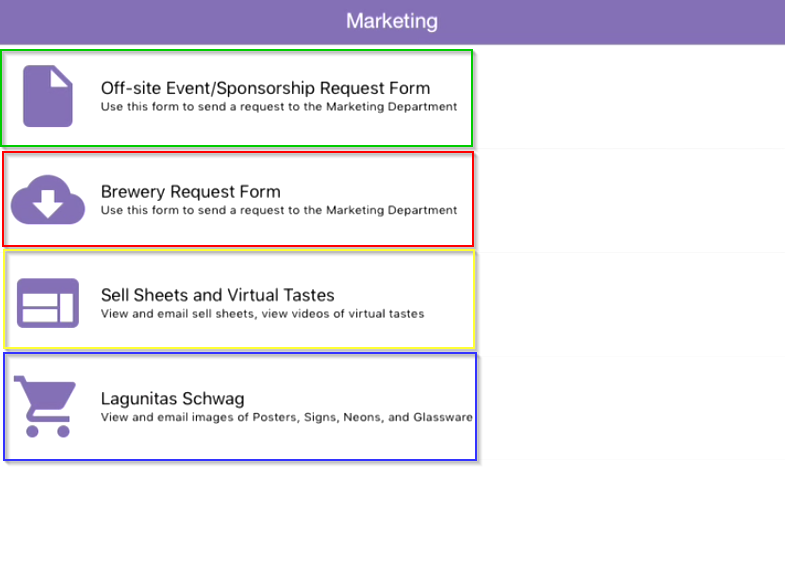 Marketing
Off-site Event/Sponsorship Request Form
Use this form to send a request to the Marketing Department
Brewery Request Form
Use this form to send a request to the Marketing Department
Sell Sheets and Virtual Tastes
View and email sell sheets, view videos of virtual tastes
Lagunitas Schwag
View and email images of Posters, Signs, Neons, and Glassware